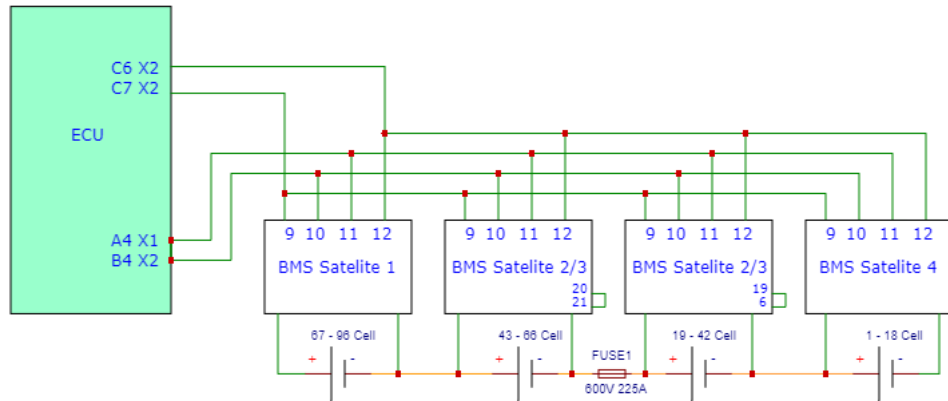 C6 X2
C7 X2
ECU
A4 X1
B4 X2
9 10 11 12
BMS Satelite 1
9 10 11 12
BMS Satelite 2/3
20
21
9 10 11 12
BMS Satelite 2/3
19
6
9 10 11 12
BMS Satelite 4
67 - 96 Cell
+ -
43 - 66 Cell
+ -
FUSE1
600V 225A
19 - 42 Cell
+ -
1 - 18 Cell
+ -